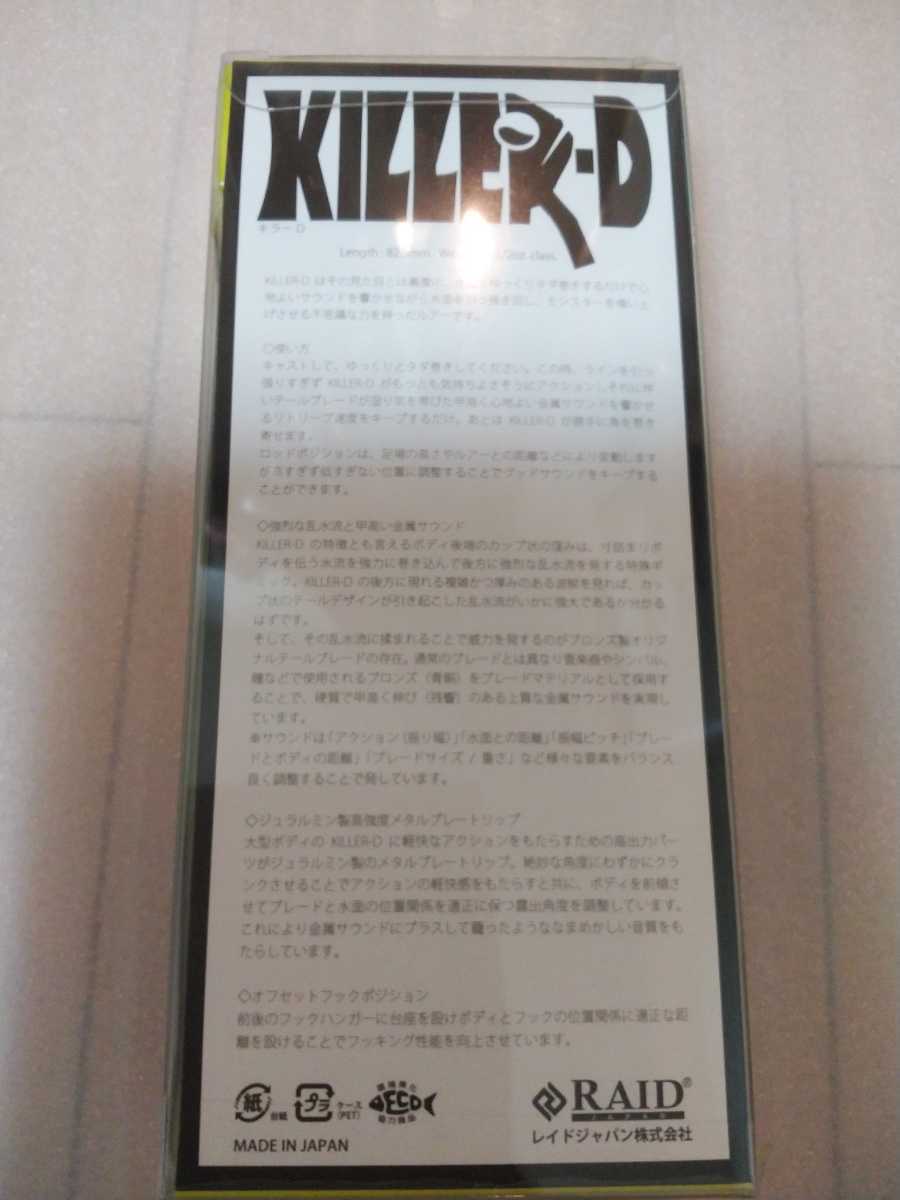 KILLER-D
キラー D
Length : 82 mm. 2oz class.
KILLER-D はその見た目とは裏腹に ゆっくりタダ巻きするだけで心
地よいサウンドを響かせながら水面を引っ掻き回し、モンスターを喰い上
げさせる不思議な力を持ったルアーです。
◇使い方
キャストして、ゆっくりとタダ巻きしてください。この時、ラインを引っ
張りすぎず KILLER-D がもっとも気持ちよさそうにアクションしそれに伴
いテールブレードが湿り気を帯びた甲高く心地よい金属サウンドを響かせ
るリトリーブ速度をキープするだけ。あとは KILLER-D が勝手に魚を巻き
寄せます。
ロッドポジションは、足場の高さやルアーとの距離などにより変動します
が高すぎず低すぎない位置に調整することでグッドサウンドをキープする
ことができます。
◇強烈な乱水流と甲高い金属サウンド
KILLER-D の特徴とも言えるボディ後端のカップ状の窪みは、寸詰まりボ
ディを伝う水流を強力に巻き込んで後方に強烈な乱水流を発する特殊ギ
ミック。KILLER-D の後方に現れる複雑かつ厚みのある波紋を見れば、カッ
プ状のテールデザインが引き起こした乱水流がいかに強大であるか分かる
はずです。
そして、その乱水流に揉まれることで威力を発するのがブロンズ製オリジ
ナルテールブレードの存在。通常のブレードとは異なり音楽器やシンバル、
鐘などで使用されるブロンズ（青銅）をブレードマテリアルとして採用す
ることで、硬質で甲高く伸び（残響）のある上質な金属サウンドを実現し
ています。
※サウンドは「アクション（振り幅）」「水面との距離」「振幅ピッチ」「ブレー
ドとボディの距離」「ブレードサイズ / 重さ」など様々な要素をバランス
良く調整することで発しています。
◇ジュラルミン製高強度メタルプレートリップ
大型ボディの KILLER-D に軽快なアクションをもたらすための高出力パー
ツがジュラルミン製のメタルプレートリップ。絶妙な角度にわずかにクラ
ンクさせることでアクションの軽快感をもたらすと共に、ボディを前傾さ
せてブレードと水面の位置関係を適正に保つ露出角度を調整しています。
これにより金属サウンドにプラスして籠ったようななまめかしい音質をも
たらしています。
◇オフセットフックポジション
前後のフックハンガーに台座を設けボディとフックの位置関係に適正な距
離を設けることでフッキング性能を向上させています。
紙 台紙 プラ ケース (PET) 環境浄化 ECO 協力商品
MADE IN JAPAN
RAID®
JAPAN
レイドジャパン株式会社